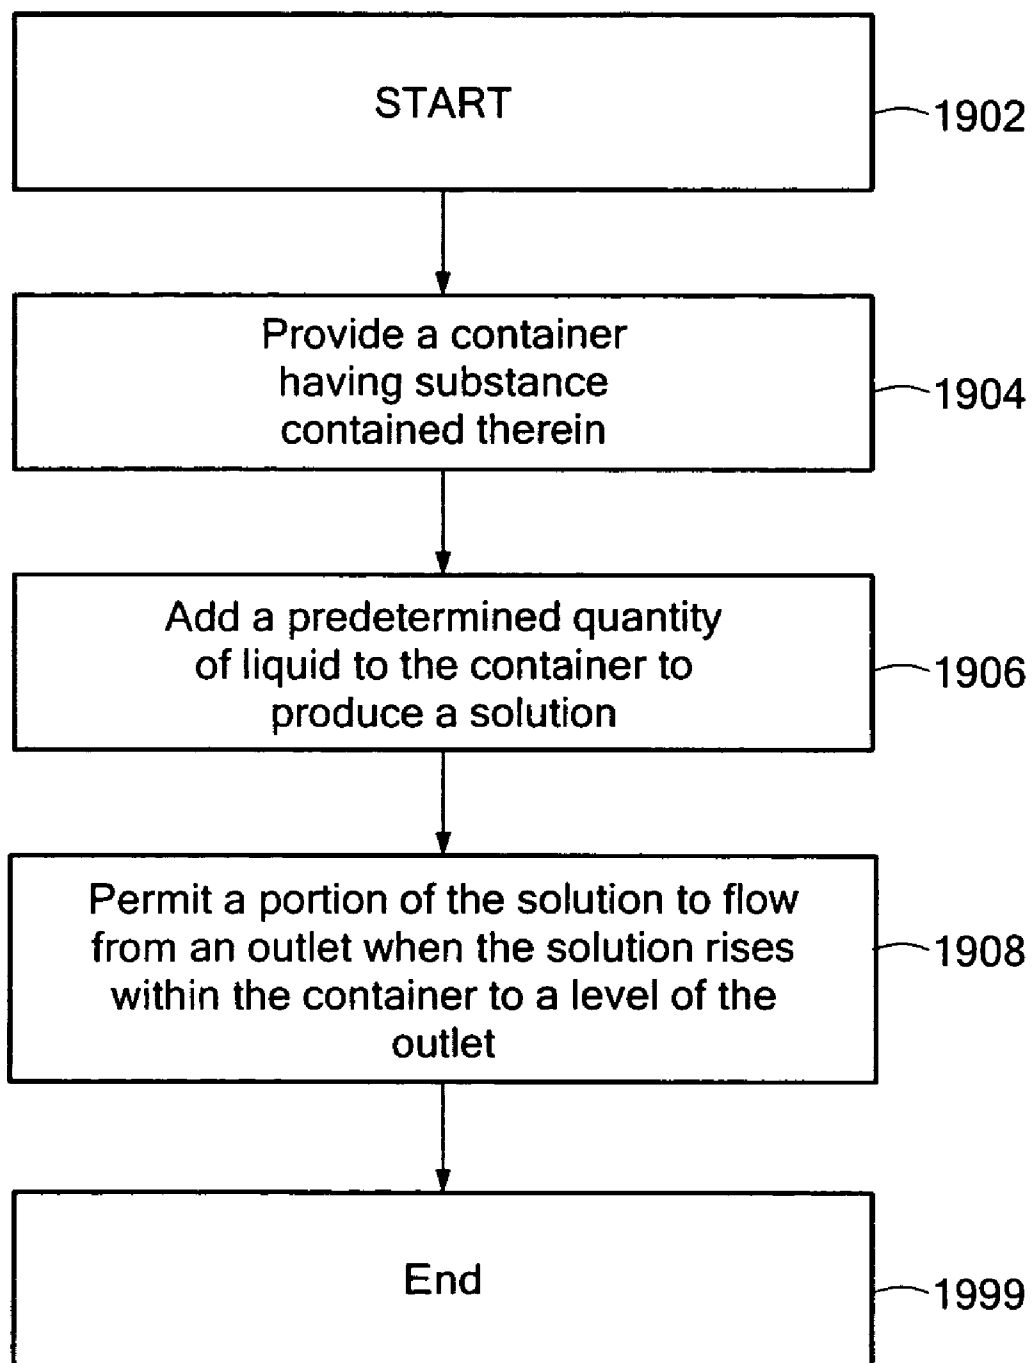 START
1902
Provide a container
having substance
contained therein
1904
Add a predetermined quantity
of liquid to the container to
produce a solution
1906
Permit a portion of the solution to flow
from an outlet when the solution rises
within the container to a level of the
outlet
1908
End
1999